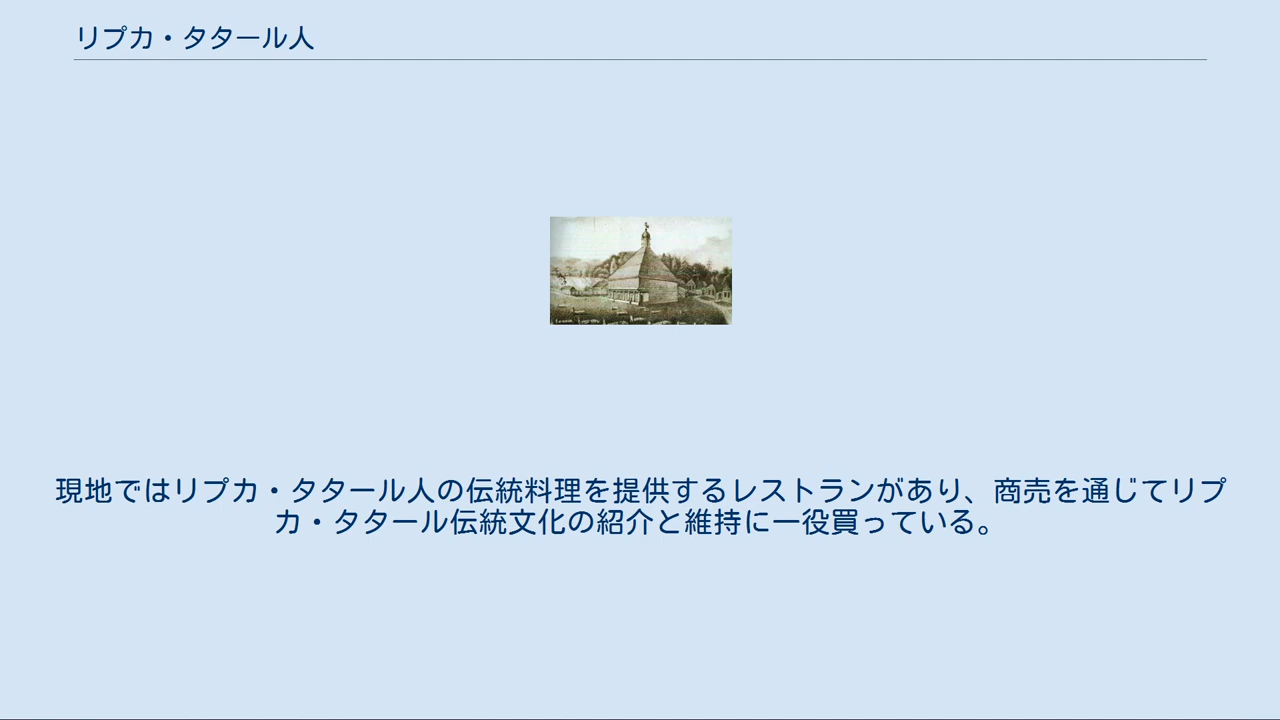 リプカ・タタール人
現地ではリプカ・タタール人の伝統料理を提供するレストランがあり、商売を通じてリプ
カ・タタール伝統文化の紹介と維持に一役買っている。